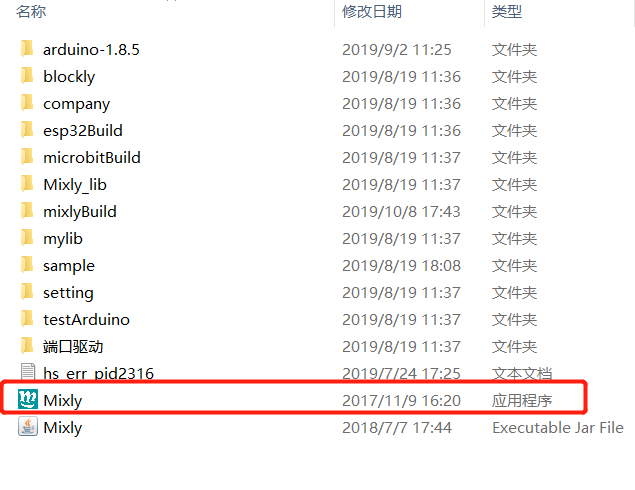 名称 修改日期 类型
arduino-1.8.5 2019/9/2 11:25 文件夹
blockly 2019/8/19 11:36 文件夹
company 2019/8/19 11:36 文件夹
esp32Build 2019/8/19 11:36 文件夹
microbitBuild 2019/8/19 11:37 文件夹
Mixly_lib 2019/8/19 11:37 文件夹
mixlyBuild 2019/10/8 17:43 文件夹
mylib 2019/8/19 11:37 文件夹
sample 2019/8/19 18:08 文件夹
setting 2019/8/19 11:37 文件夹
testArduino 2019/8/19 11:37 文件夹
端口驱动 2019/8/19 11:37 文件夹
hs_err_pid2316 2019/7/24 17:25 文本文档
Mixly 2017/11/9 16:20 应用程序
Mixly 2018/7/7 17:44 Executable Jar File